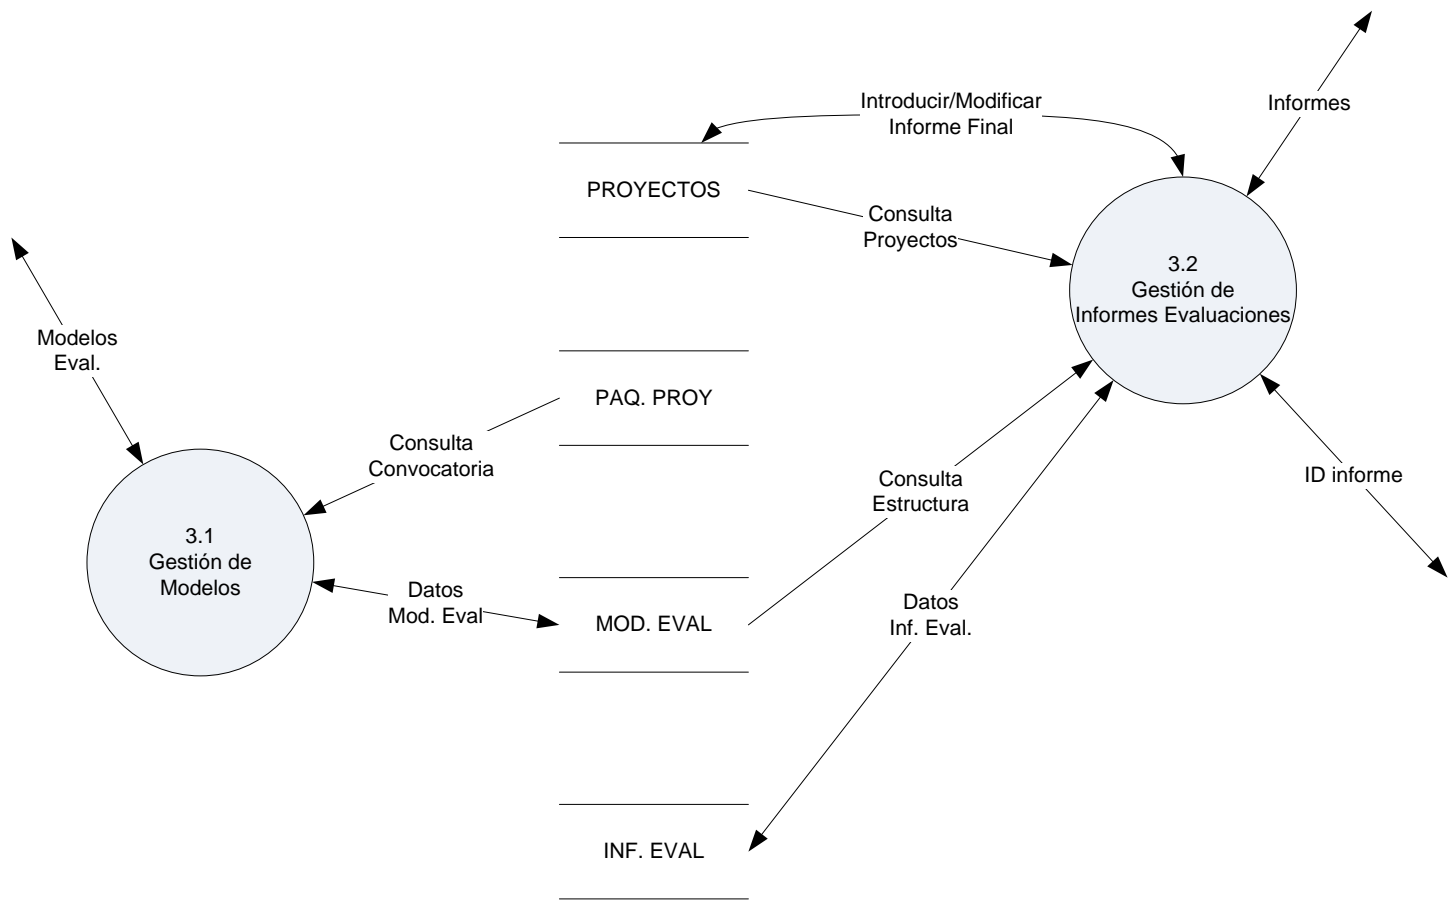 Introducir/Modificar
Informe Final
Informes
PROYECTOS
Consulta
Proyectos
3.2
Gestión de
Informes Evaluaciones
Modelos
Eval.
PAQ. PROY
Consulta
Convocatoria
Consulta
Estructura
ID informe
3.1
Gestión de
Modelos
Datos
Mod. Eval
MOD. EVAL
Datos
Inf. Eval.
INF. EVAL